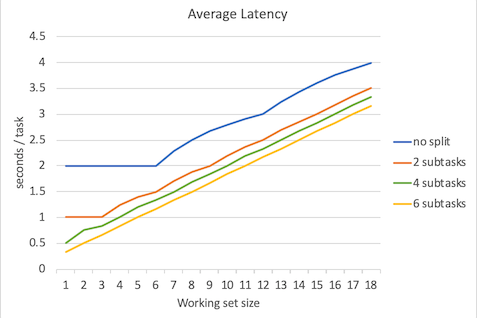 Average Latency
4.5
4
3.5
3
2.5
2
1.5
1
0.5
0
seconds / task
1 2 3 4 5 6 7 8 9 10 11 12 13 14 15 16 17 18
Working set size
no split
2 subtasks
4 subtasks
6 subtasks